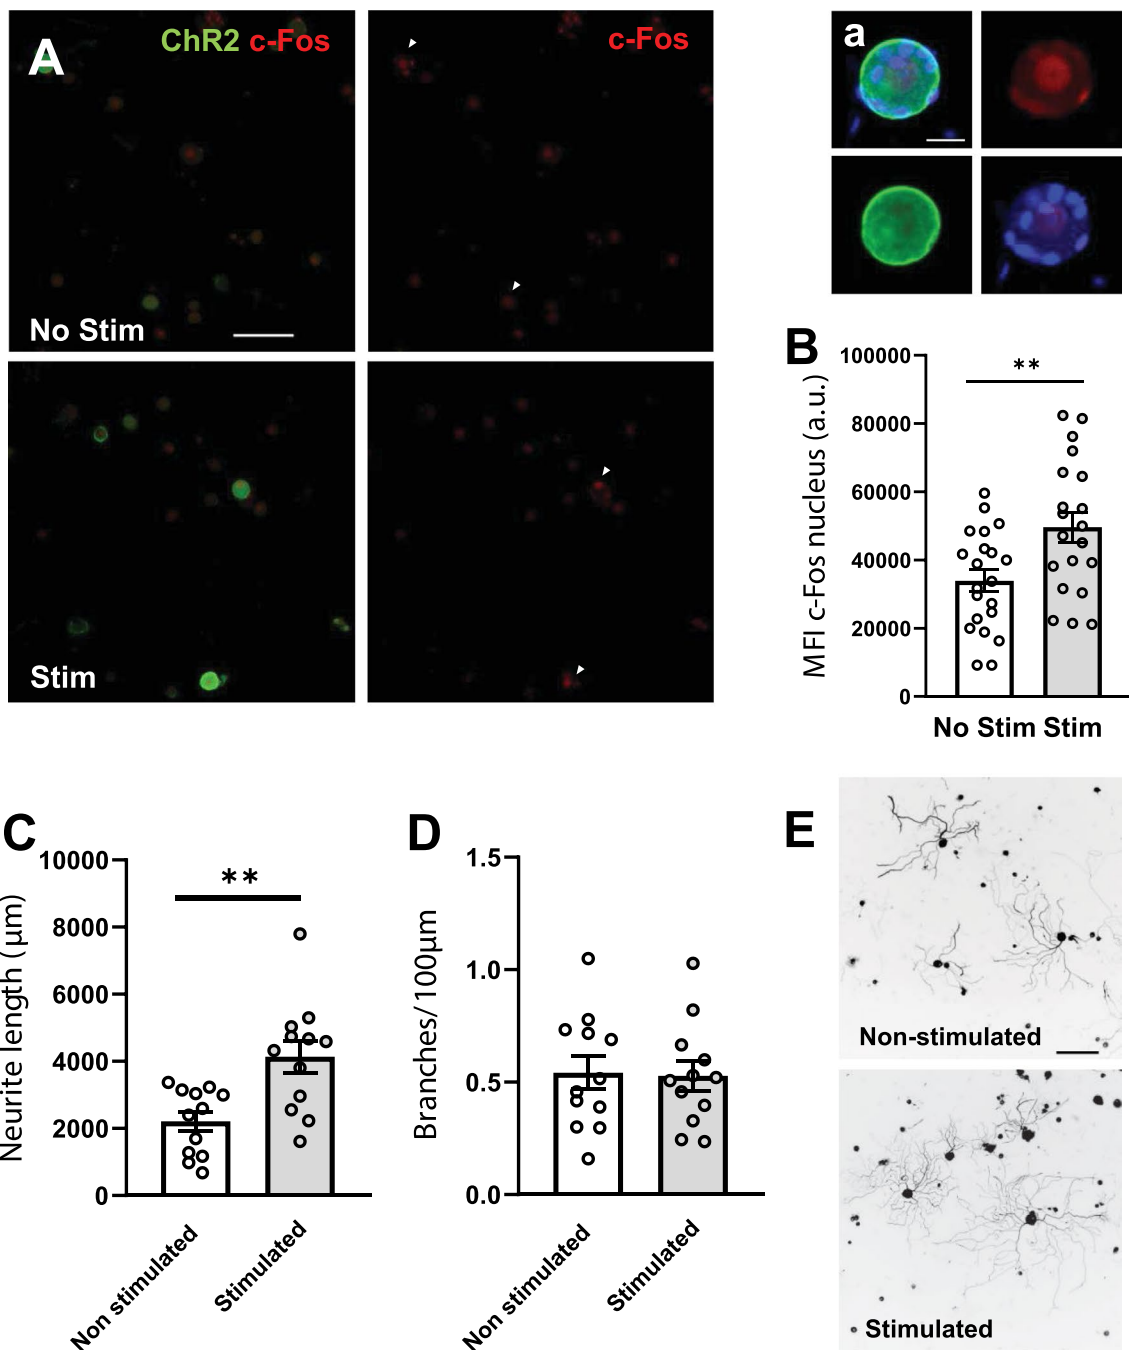 A
ChR2 c-Fos
c-Fos
No Stim
Stim
a
B
MFI c-Fos nucleus (a.u.)
100000
80000
60000
40000
20000
0
**
No Stim Stim
C
Neurite length (µm)
10000
8000
6000
4000
2000
0
**
Non stimulated
Stimulated
D
Branches/100µm
1.5
1.0
0.5
0.0
Non stimulated
Stimulated
E
Non-stimulated
Stimulated